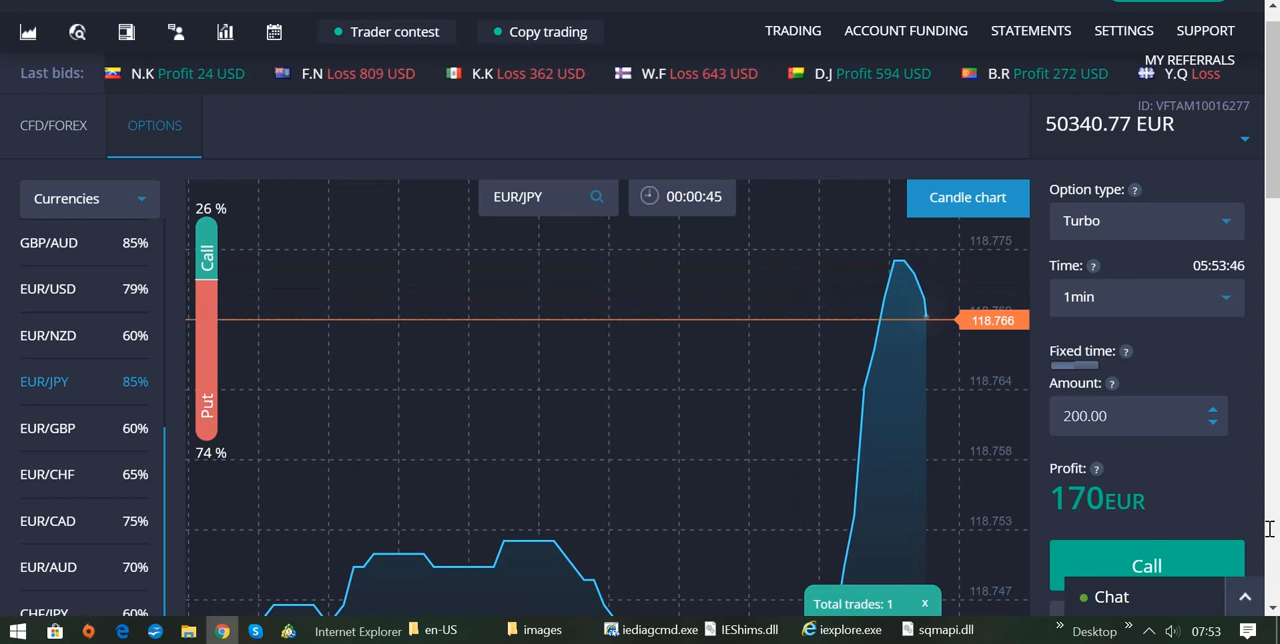 Trader contest
Copy trading
TRADING
ACCOUNT FUNDING
STATEMENTS
SETTINGS
SUPPORT
MY REFERRALS
Last bids:
N.K Profit 24 USD
F.N Loss 809 USD
K.K Loss 362 USD
W.F Loss 643 USD
D.J Profit 594 USD
B.R Profit 272 USD
Y.Q Loss
CFD/FOREX
OPTIONS
ID: VFTAM10016277
50340.77 EUR
Currencies
GBP/AUD 85%
EUR/USD 79%
EUR/NZD 60%
EUR/JPY 85%
EUR/GBP 60%
EUR/CHF 65%
EUR/CAD 75%
EUR/AUD 70%
CHF/JPY 60%
26 %
Call
Put
74 %
EUR/JPY
00:00:45
Candle chart
118.775
118.766
118.764
118.758
118.753
118.747
Total trades: 1 x
Option type: ?
Turbo
Time: ? 05:53:46
1min
Fixed time: ?
Amount: ?
200.00
Profit: ?
170EUR
Call
Chat
Internet Explorer
en-US
images
iediagcmd.exe
IEShims.dll
iexplore.exe
sqmapi.dll
»
Desktop
»
07:53